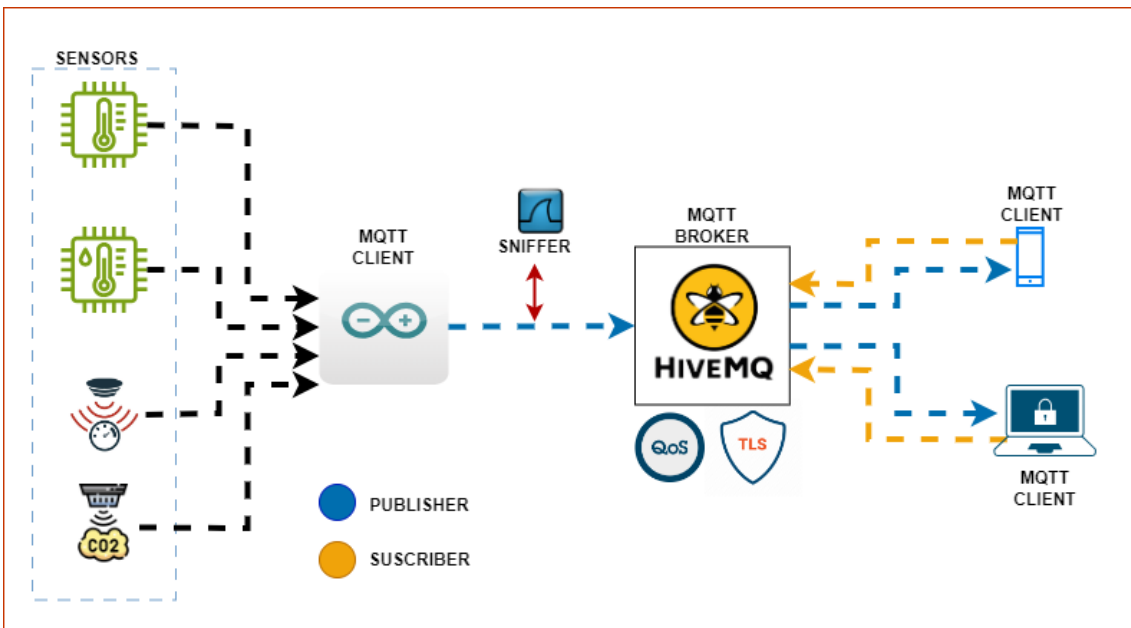 SENSORS
MQTT
CLIENT
SNIFFER
MQTT
BROKER
HIVEMQ
QoS
TLS
MQTT
CLIENT
MQTT
CLIENT
CO2
PUBLISHER
SUSCRIBER